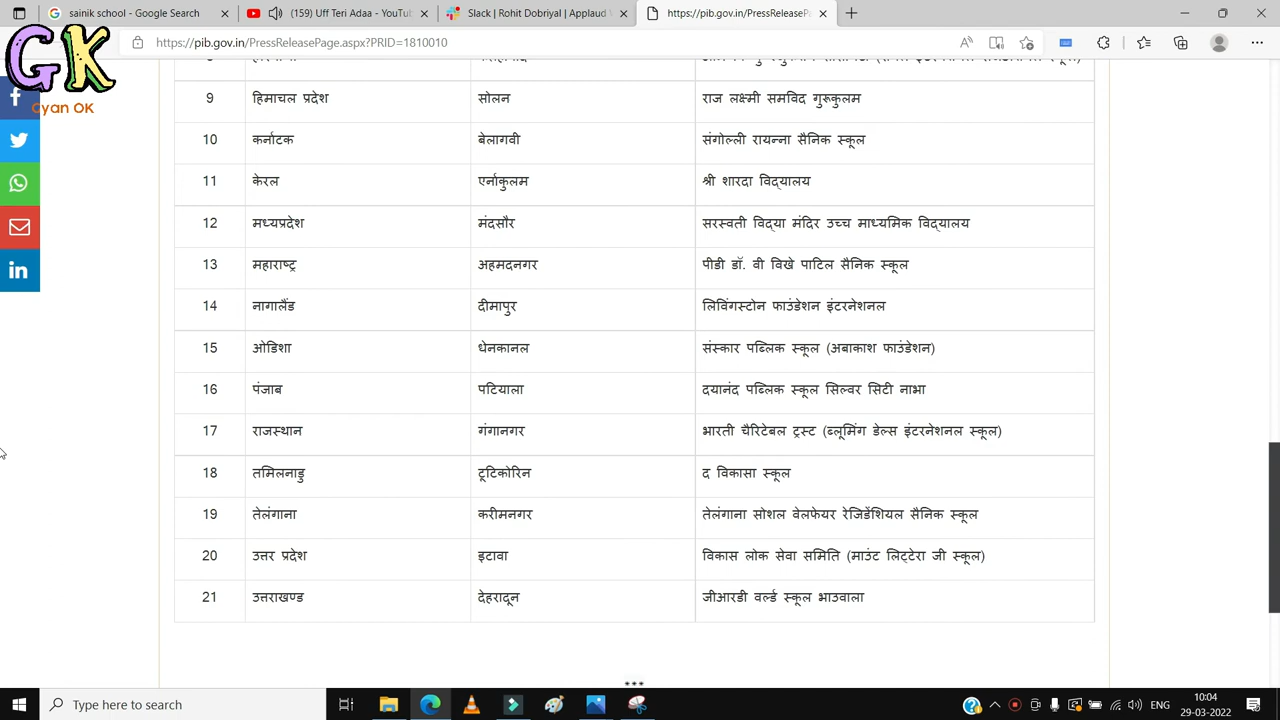 sainik school - Google Search
(159) Uff Teri Adaa - YouTu
Skribe Rohit Dobriyal | Applaud W
https://pib.gov.in/PressReleaseP
https://pib.gov.in/PressReleasePage.aspx?PRID=1810010
GK
Gyan OK
9 हिमाचल प्रदेश सोलन राज लक्ष्मी समविद गुरूकुलम
10 कर्नाटक बेलागवी संगोल्ली रायन्ना सैनिक स्कूल
11 केरल एर्नाकुलम श्री शारदा विद्यालय
12 मध्यप्रदेश मंदसौर सरस्वती विद्या मंदिर उच्च माध्यमिक विद्यालय
13 महाराष्ट्र अहमदनगर पीडी डॉ. वी विखे पाटिल सैनिक स्कूल
14 नागालैंड दीमापुर लिविंगस्टोन फाउंडेशन इंटरनेशनल
15 ओडिशा धेनकानल संस्कार पब्लिक स्कूल (अबाकाश फाउंडेशन)
16 पंजाब पटियाला दयानंद पब्लिक स्कूल सिल्वर सिटी नाभा
17 राजस्थान गंगानगर भारती चैरिटेबल ट्रस्ट (ब्लूमिंग डेल्स इंटरनेशनल स्कूल)
18 तमिलनाडु टूटिकोरिन द विकासा स्कूल
19 तेलंगाना करीमनगर तेलंगाना सोशल वेलफेयर रेजिडेंशियल सैनिक स्कूल
20 उत्तर प्रदेश इटावा विकास लोक सेवा समिति (माउंट लिट्टेरा जी स्कूल)
21 उत्तराखण्ड देहरादून जीआरडी वर्ल्ड स्कूल भाउवाला
Type here to search
ENG
10:04
29-03-2022